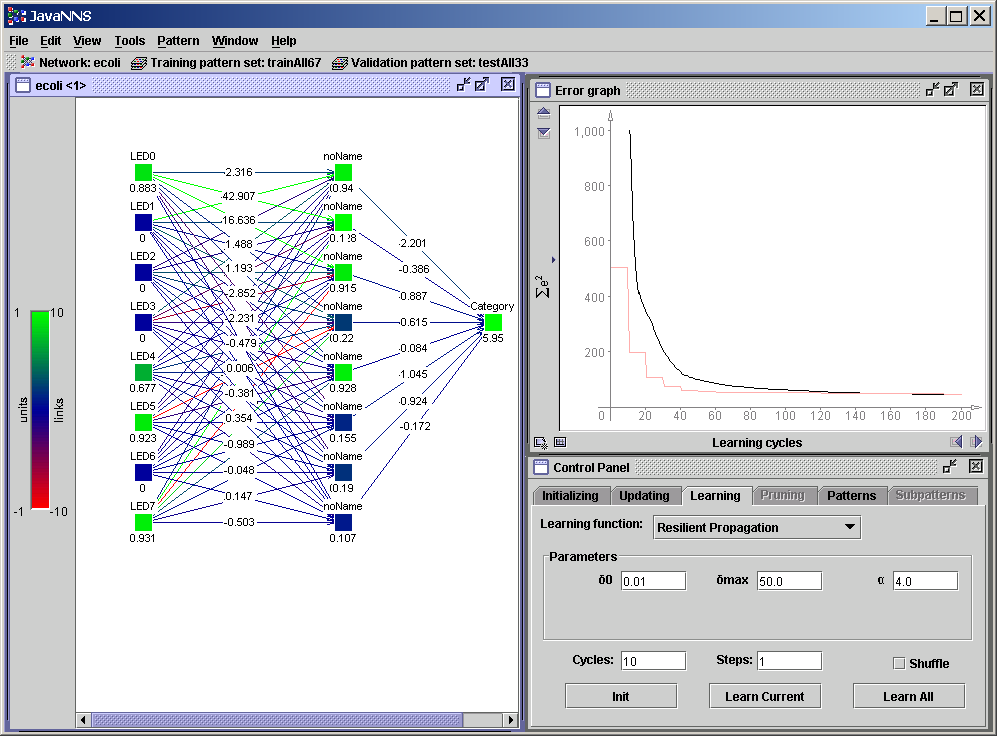 JavaNNS
File Edit View Tools Pattern Window Help
Network: ecoli Training pattern set: trainAll67 Validation pattern set: testAll33
ecoli <1>
LED0 noName
0.883 -2.316 0.94
LED1 noName
0 -42.907 0.128
LED2 noName
0 16.636 0.915
LED3 noName
0 1.488 0.22
LED4 noName
0.677 1.193 0.928
LED5 noName
0.923 -2.852 0.155
LED6 noName
0 -2.231 0.19
LED7 noName
0.931 -0.479 0.107
0.006
-0.381
0.354
-0.989
-0.048
0.147
-0.503
-2.201
-0.386
-0.887
Category
-0.615 5.95
-0.084
-1.045
-0.924
-0.172
1 10
units links
-1 -10
Error graph
1,000
800
600
400
200
0
Σe²
0 20 40 60 80 100 120 140 160 180 200
Learning cycles
Control Panel
Initializing Updating Learning Pruning Patterns Subpatterns
Learning function: Resilient Propagation
Parameters
δ0 0.01 δmax 50.0 α 4.0
Cycles: 10 Steps: 1 Shuffle
Init Learn Current Learn All